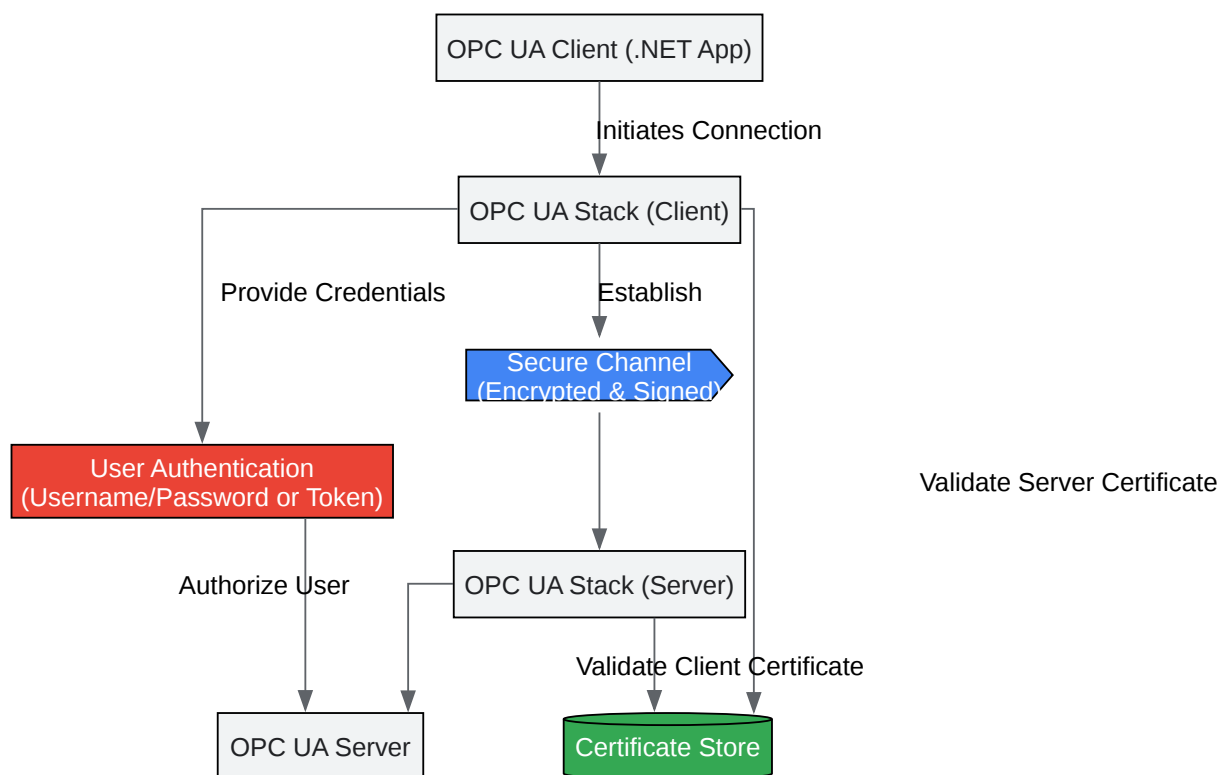 OPC UA Client (.NET App)
Initiates Connection
OPC UA Stack (Client)
Provide Credentials
Establish
Secure Channel
(Encrypted & Signed)
User Authentication
(Username/Password or Token)
Validate Server Certificate
Authorize User
OPC UA Stack (Server)
Validate Client Certificate
OPC UA Server
Certificate Store